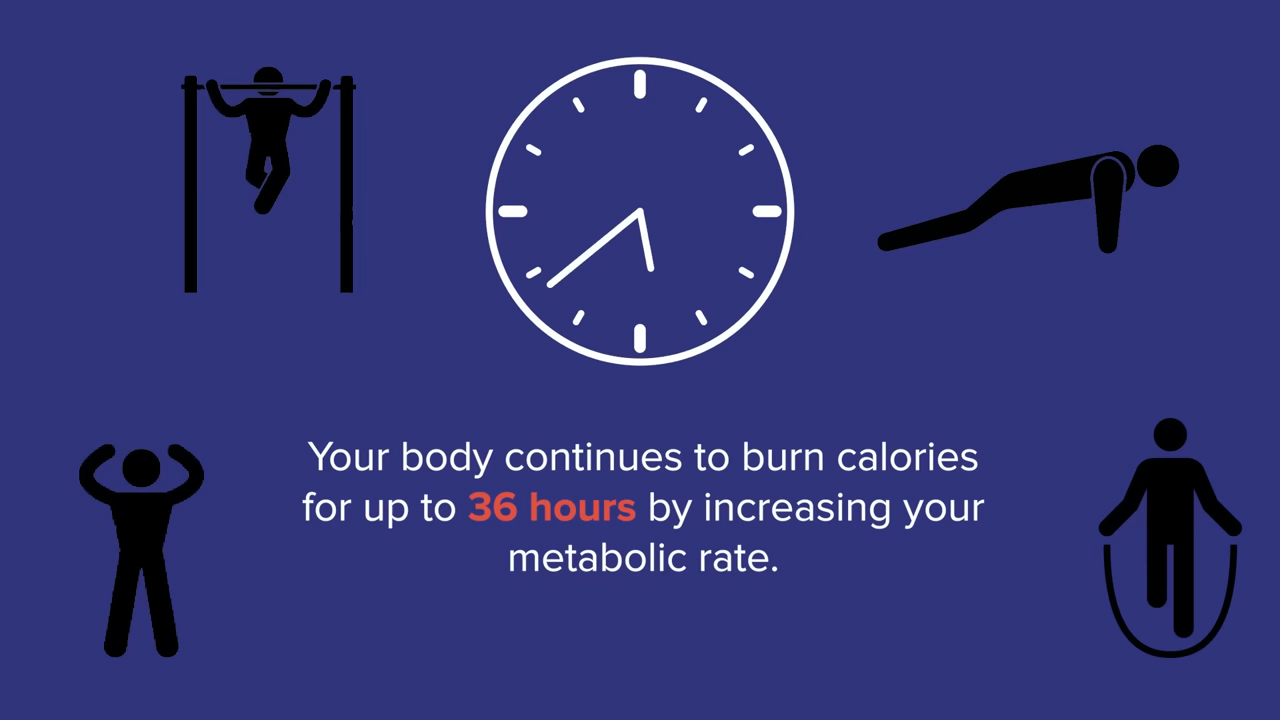 Your body continues to burn calories
for up to 36 hours by increasing your
metabolic rate.